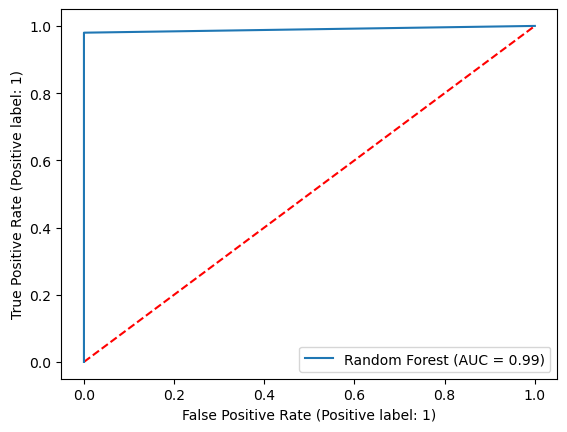 True Positive Rate (Positive label: 1)
1.0
0.8
0.6
0.4
0.2
0.0
0.0 0.2 0.4 0.6 0.8 1.0
False Positive Rate (Positive label: 1)
Random Forest (AUC = 0.99)